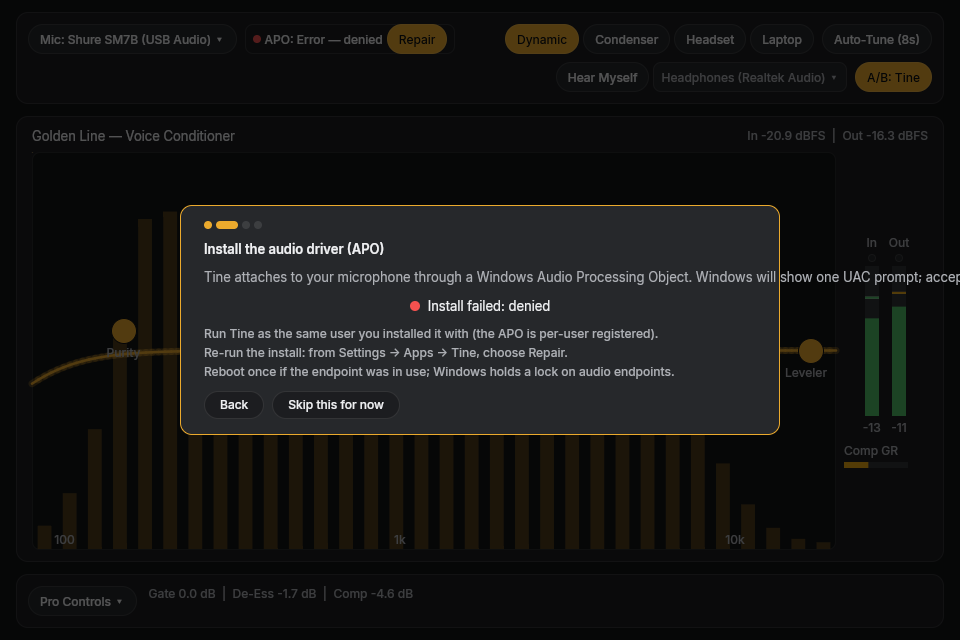 Mic: Shure SM7B (USB Audio)
APO: Error — denied
Repair
Dynamic
Condenser
Headset
Laptop
Auto-Tune (8s)
Hear Myself
Headphones (Realtek Audio)
A/B: Tine
Golden Line — Voice Conditioner
In -20.9 dBFS | Out -16.3 dBFS
Install the audio driver (APO)
Tine attaches to your microphone through a Windows Audio Processing Object. Windows will show one UAC prompt; accep
Install failed: denied
Run Tine as the same user you installed it with (the APO is per-user registered).
Re-run the install: from Settings → Apps → Tine, choose Repair.
Reboot once if the endpoint was in use; Windows holds a lock on audio endpoints.
Back
Skip this for now
Purity
Leveler
In Out
-13 -11
Comp GR
100
1k
10k
Pro Controls
Gate 0.0 dB | De-Ess -1.7 dB | Comp -4.6 dB